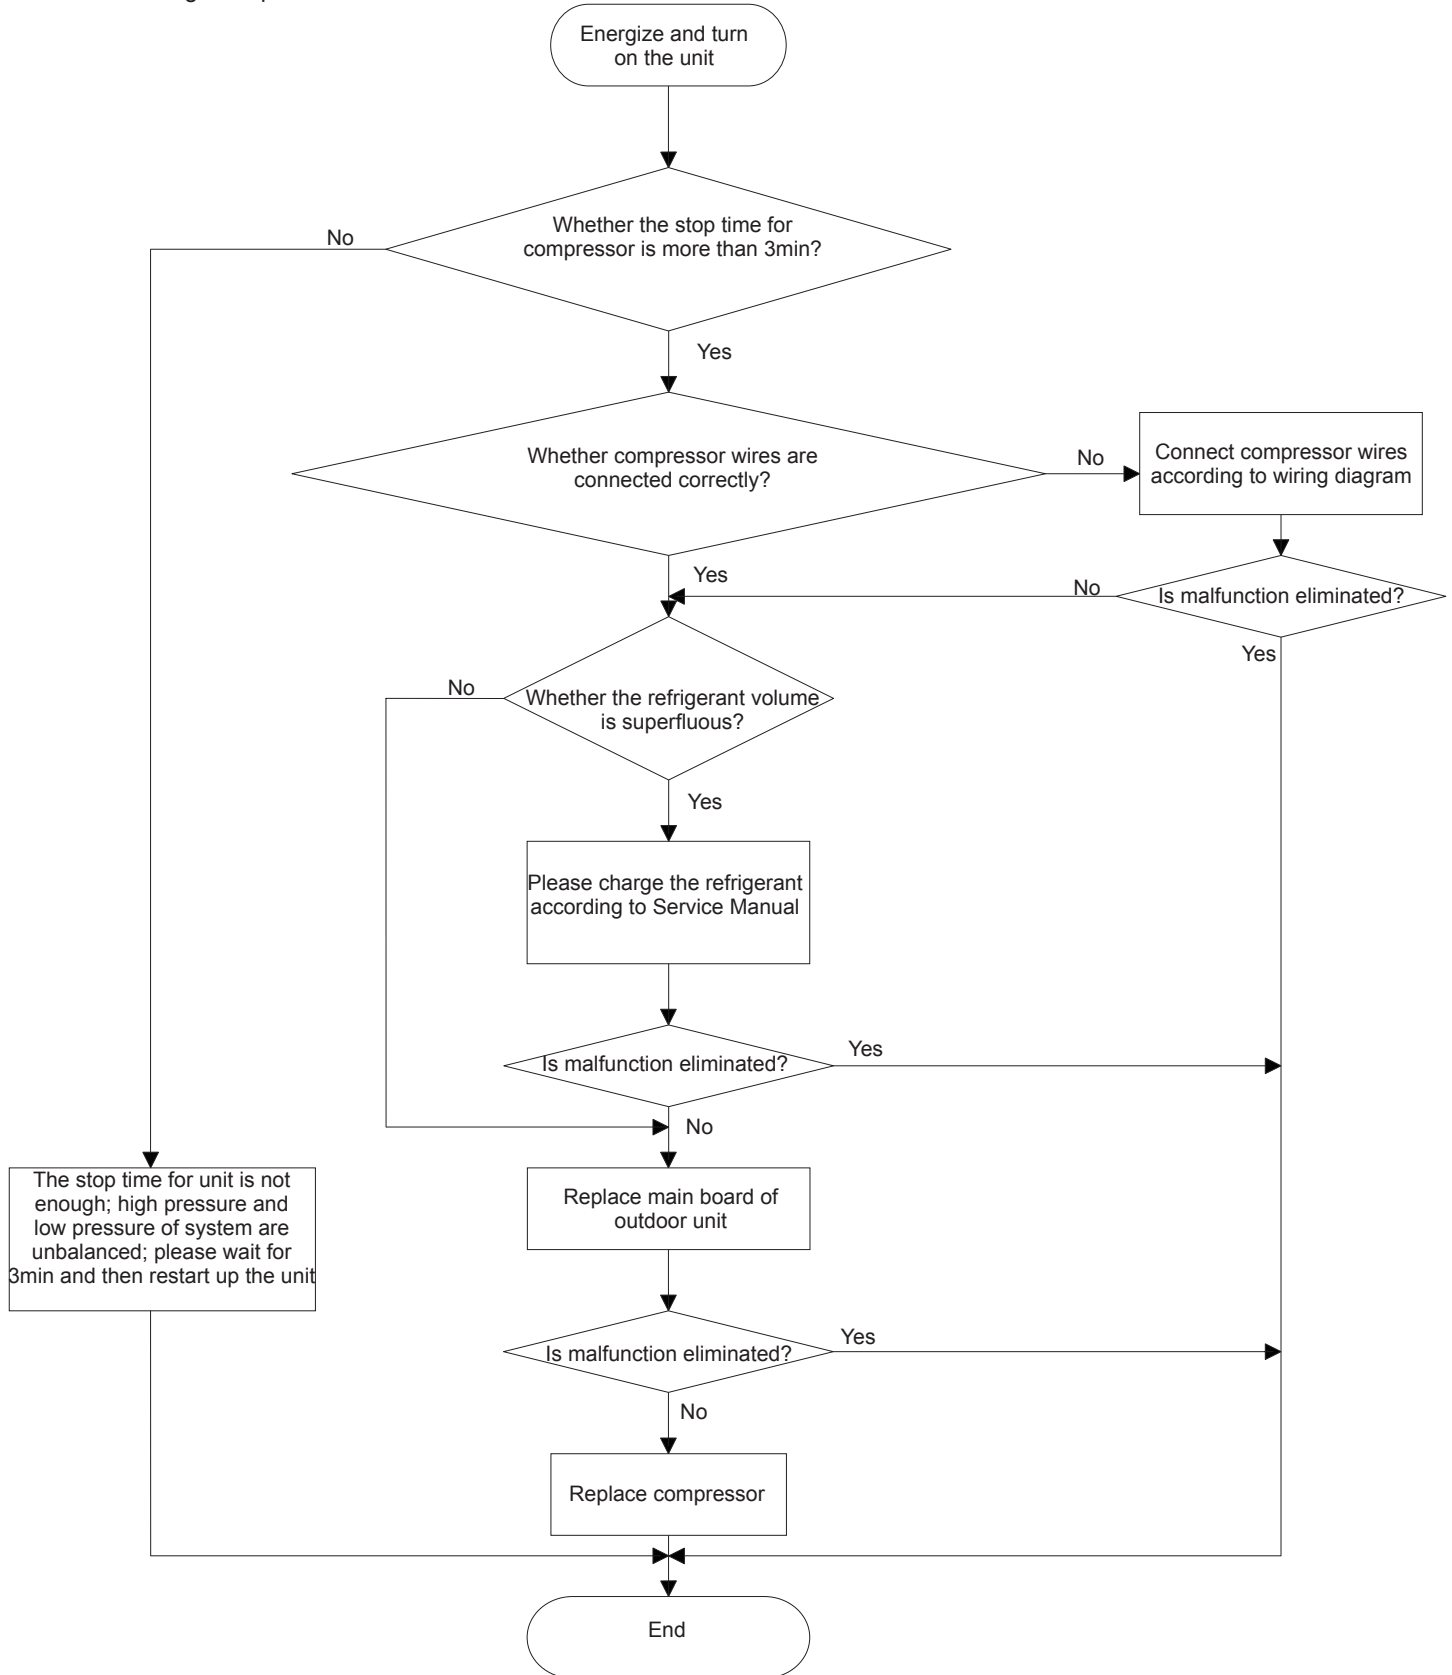 Energize and turn
on the unit
Whether the stop time for
compressor is more than 3min?
No
Yes
Whether compressor wires are
connected correctly?
No
Connect compressor wires
according to wiring diagram
Yes
No
Is malfunction eliminated?
Yes
No
Whether the refrigerant volume
is superfluous?
Yes
Please charge the refrigerant
according to Service Manual
Is malfunction eliminated?
Yes
No
The stop time for unit is not
enough; high pressure and
low pressure of system are
unbalanced; please wait for
3min and then restart up the unit
Replace main board of
outdoor unit
Is malfunction eliminated?
Yes
No
Replace compressor
End